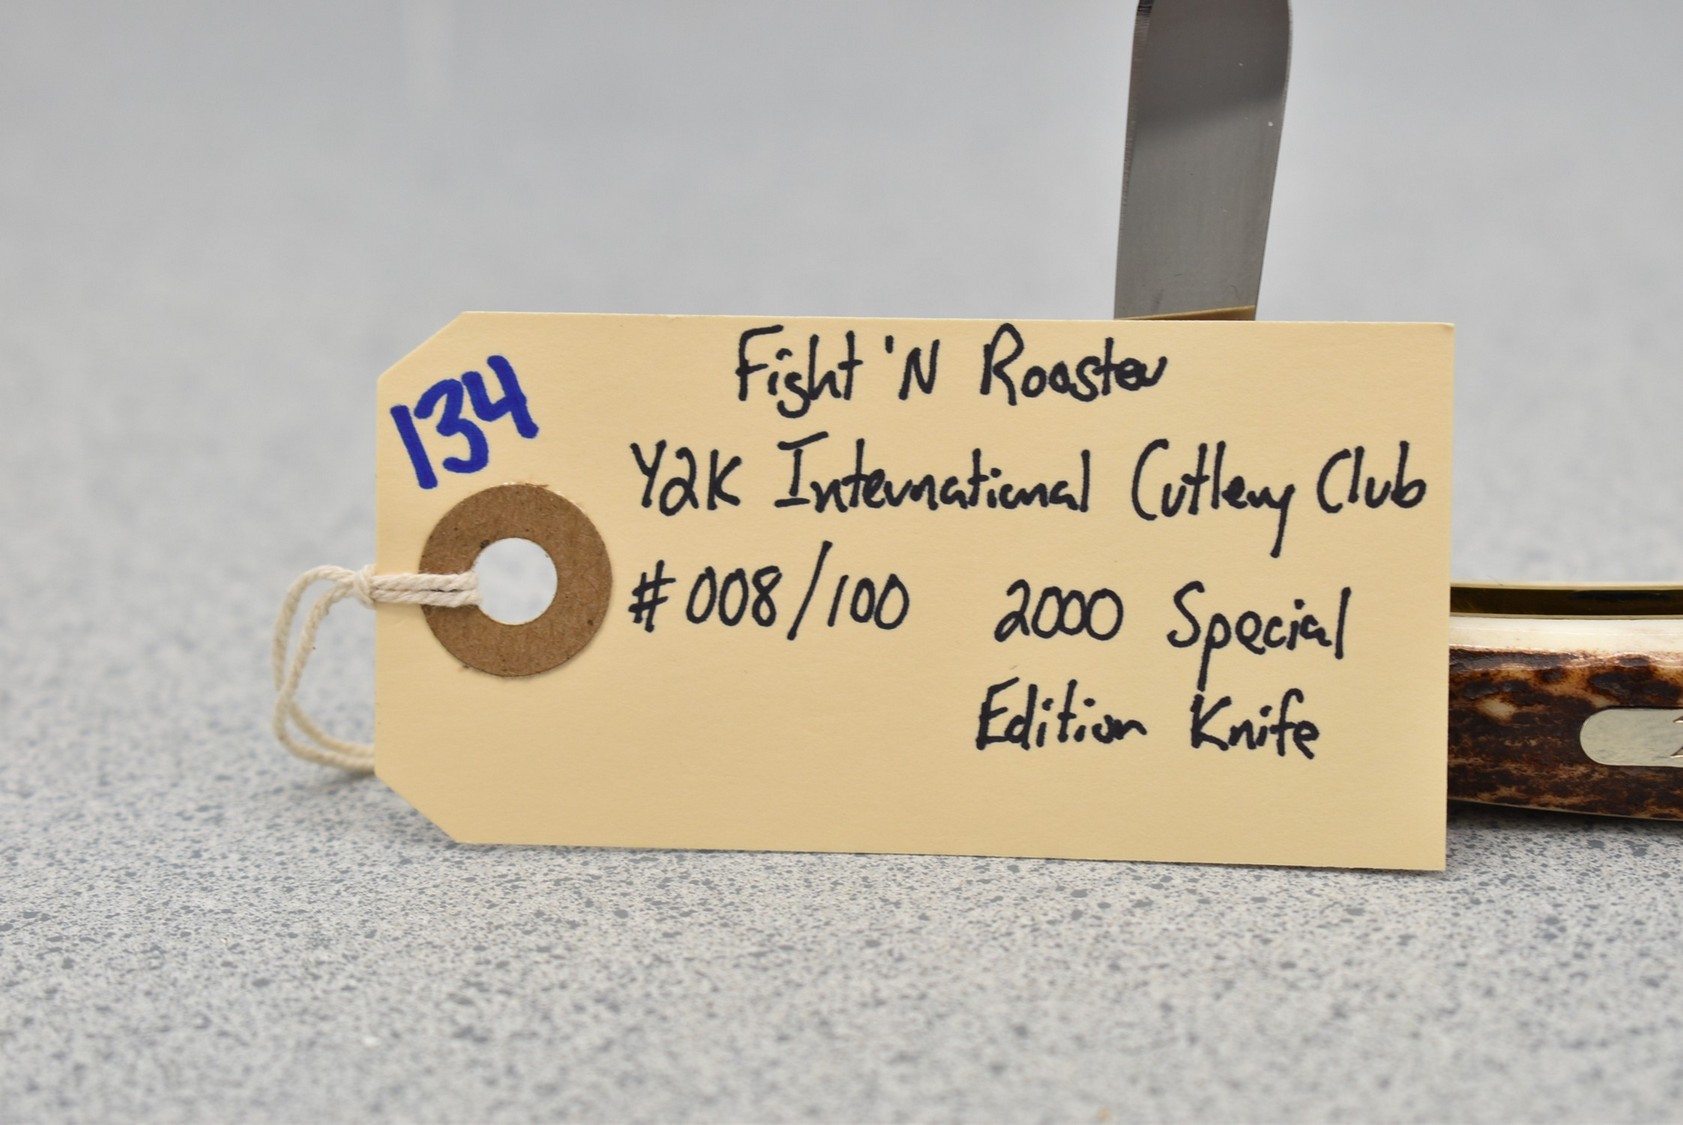 134
Fight 'N Rooster
Y2K International Cutlery Club
#008/100 2000 Special
Edition Knife